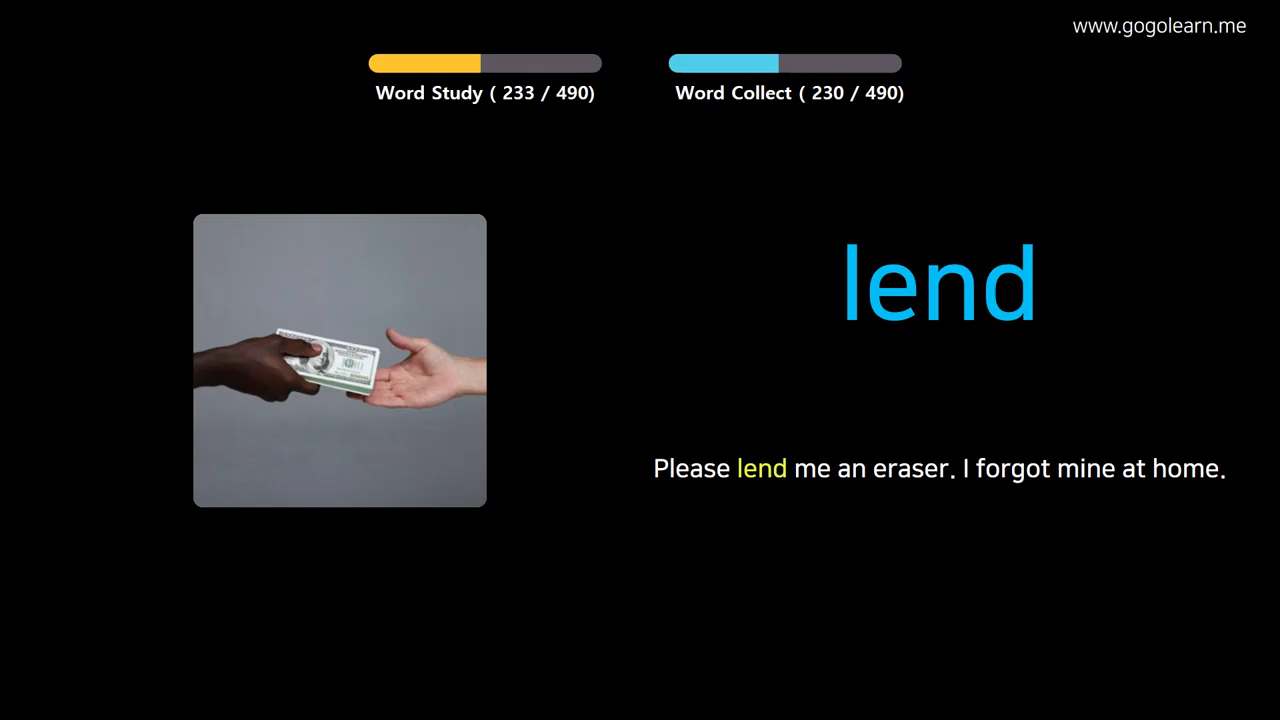 www.gogolearn.me
Word Study ( 233 / 490)
Word Collect ( 230 / 490)
lend
Please lend me an eraser. I forgot mine at home.